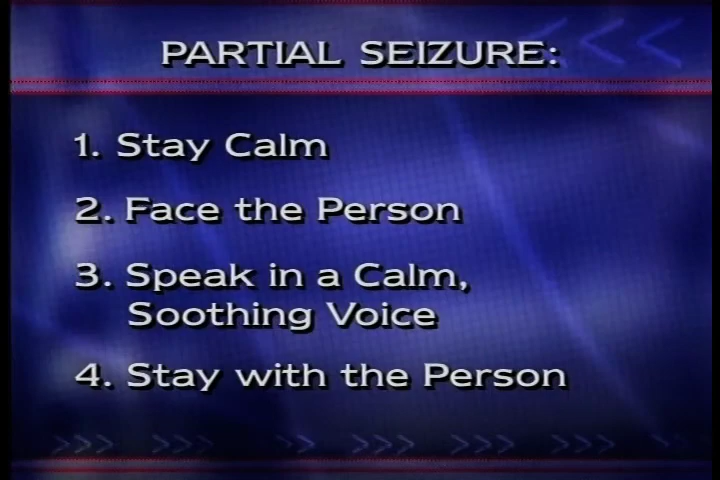 PARTIAL SEIZURE:
1. Stay Calm
2. Face the Person
3. Speak in a Calm,
Soothing Voice
4. Stay with the Person